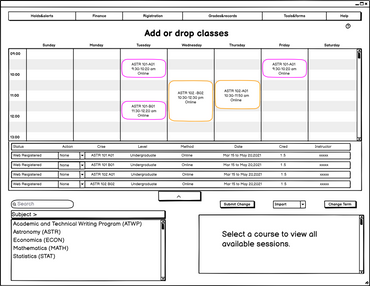 Holds&alerts Finance Rigistration Grades&records Tools&forms Help
?
Add or drop classes
Sunday Monday Tuesday Wednesday Thursday Friday Saturday
09:00
ASTR 101-A01
9:30-10:20 am
Online
ASTR 101-A01
9:30-10:20 am
Online
10:00
ASTR 102 -B02
10:30-12:30 pm
Online
ASTR 102-A01
10:30-11:50 am
Online
11:00
ASTR 101-B01
11:30-12:20 pm
Online
12:00
13:00
Status Action Crse Level Method Date Cred Instructor
Web Registered None ASTR 101 A01 Undergraduate Online Mar 15 to May 20,2021 1.5 xxxxx
Web Registered None ASTR 101 B01 Undergraduate Online Mar 15 to May 20,2021 1.5 xxxxx
Web Registered None ASTR 102 A01 Undergraduate Online Mar 15 to May 20,2021 1.5 xxxxx
Web Registered None ASTR 102 B02 Undergraduate Online Mar 15 to May 20,2021 1.5 xxxxx
Search
Submit Change Import Change Term
Subject >
Academic and Technical Writing Program (ATWP)
Astronomy (ASTR)
Economics (ECON)
Mathematics (MATH)
Statistics (STAT)
Select a course to view all
available sessions.